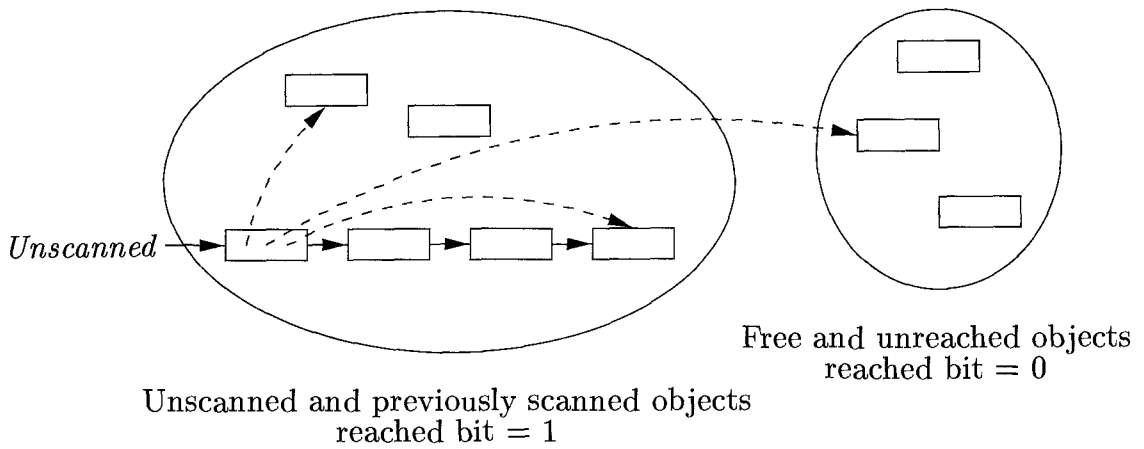 Unscanned
Free and unreached objects
reached bit = 0
Unscanned and previously scanned objects
reached bit = 1